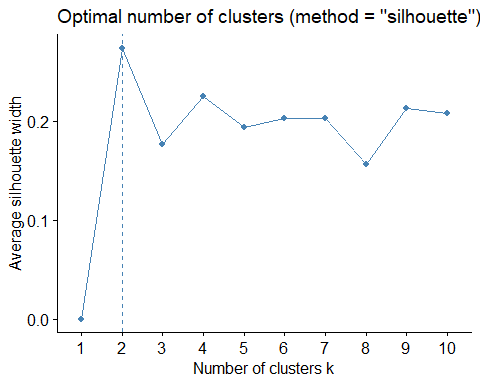 Optimal number of clusters (method = "silhouette")
Average silhouette width
0.2
0.1
0.0
1 2 3 4 5 6 7 8 9 10
Number of clusters k